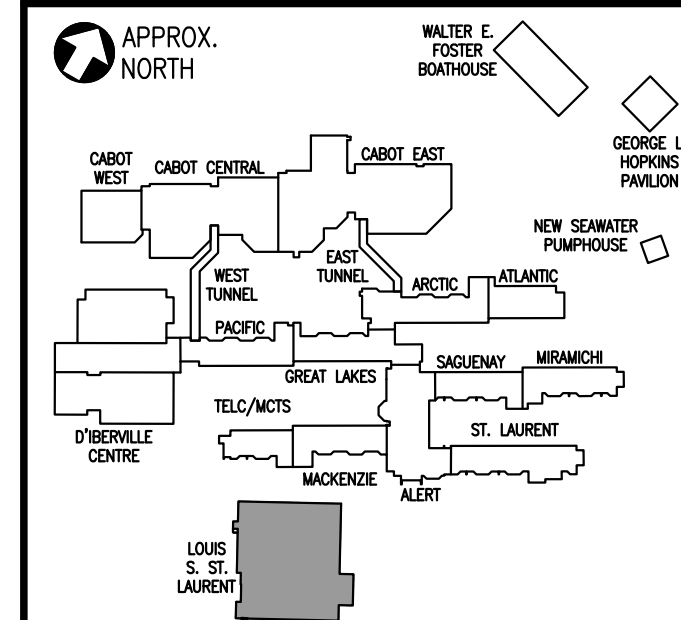 APPROX.
NORTH
WALTER E.
FOSTER
BOATHOUSE
GEORGE L
HOPKINS
PAVILION
CABOT
WEST
CABOT CENTRAL
CABOT EAST
NEW SEAWATER
PUMPHOUSE
WEST
TUNNEL
EAST
TUNNEL
ARCTIC
ATLANTIC
PACIFIC
GREAT LAKES
SAGUENAY
MIRAMICHI
D'IBERVILLE
CENTRE
TELC/MCTS
MACKENZIE
ALERT
ST. LAURENT
LOUIS
S. ST.
LAURENT